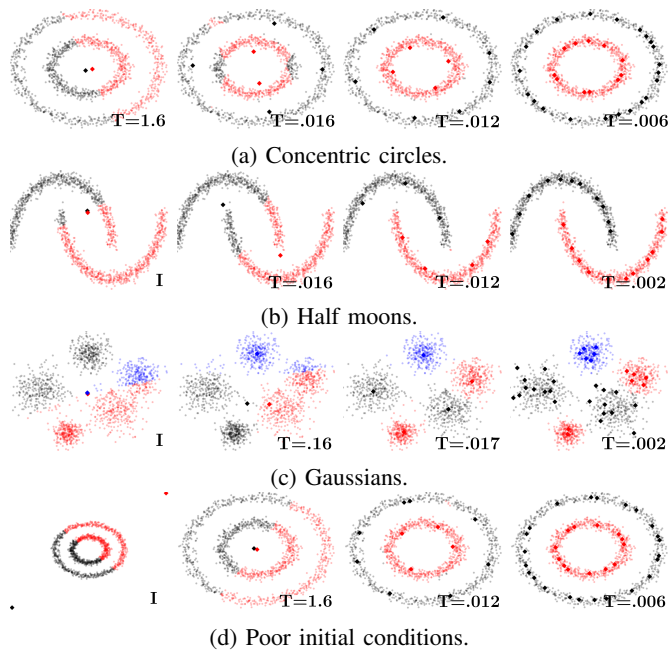 T=1.6 T=.016 T=.012 T=.006
(a) Concentric circles.
I T=.016 T=.012 T=.002
(b) Half moons.
I T=.16 T=.017 T=.002
(c) Gaussians.
I T=1.6 T=.012 T=.006
(d) Poor initial conditions.